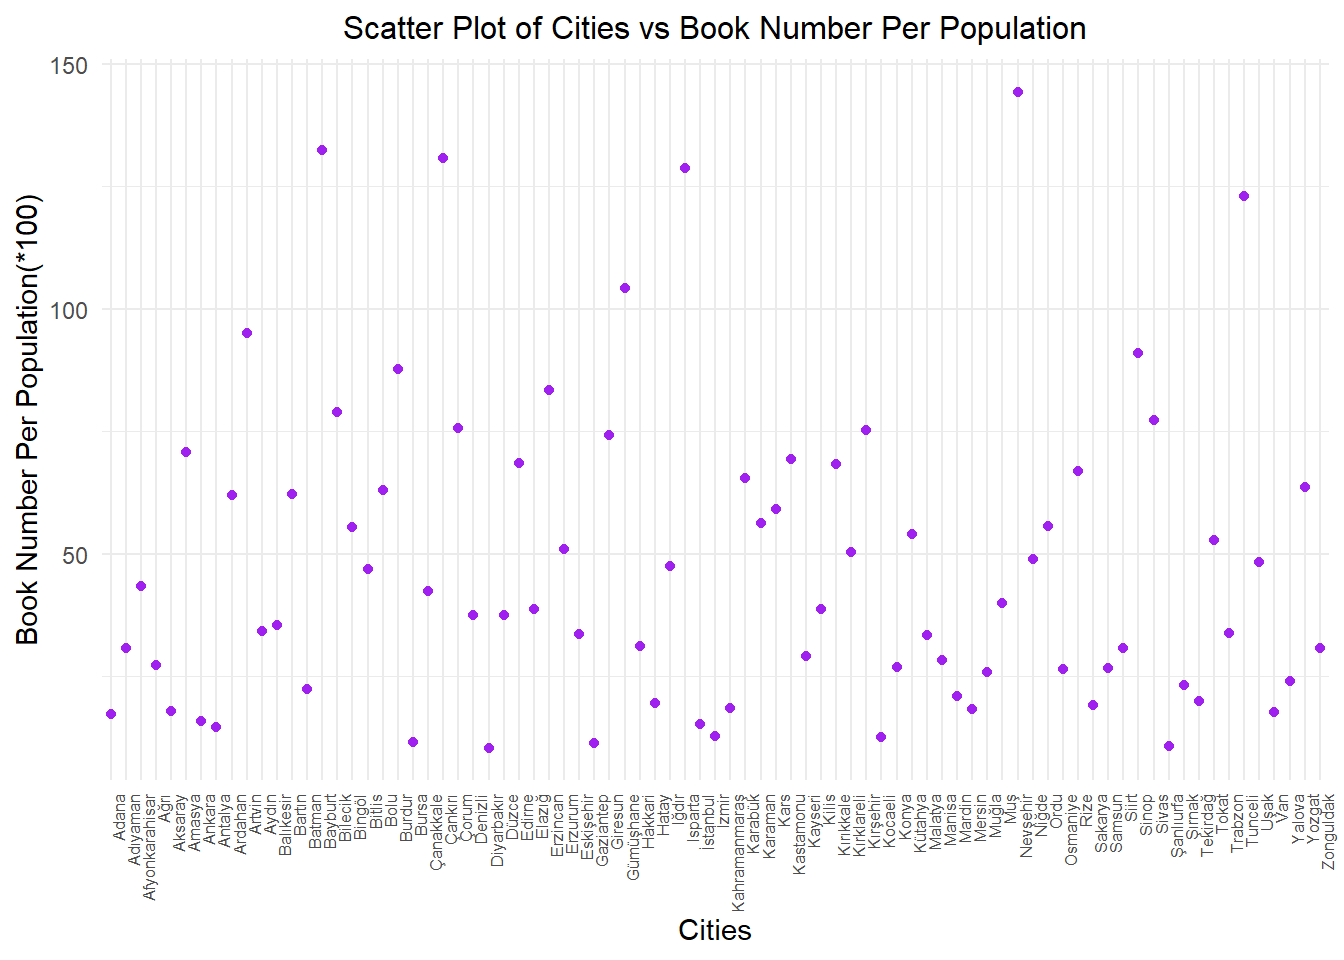 Scatter Plot of Cities vs Book Number Per Population
Book Number Per Population(*100)
150
100
50
Adana
Adıyaman
Afyonkarahisar
Ağrı
Aksaray
Amasya
Ankara
Antalya
Ardahan
Artvin
Aydın
Balıkesir
Bartın
Batman
Bayburt
Bilecik
Bingöl
Bitlis
Bolu
Burdur
Bursa
Çanakkale
Çankırı
Çorum
Denizli
Diyarbakır
Düzce
Edirne
Elazığ
Erzincan
Erzurum
Eskişehir
Gaziantep
Giresun
Gümüşhane
Hakkari
Hatay
Iğdır
Isparta
İstanbul
İzmir
Kahramanmaraş
Karabük
Karaman
Kars
Kastamonu
Kayseri
Kilis
Kırıkkale
Kırklareli
Kırşehir
Kocaeli
Konya
Kütahya
Malatya
Manisa
Mardin
Mersin
Muğla
Muş
Nevşehir
Niğde
Ordu
Osmaniye
Rize
Sakarya
Samsun
Siirt
Sinop
Sivas
Şanlıurfa
Şırnak
Tekirdağ
Tokat
Trabzon
Tunceli
Uşak
Van
Yalova
Yozgat
Zonguldak
Cities